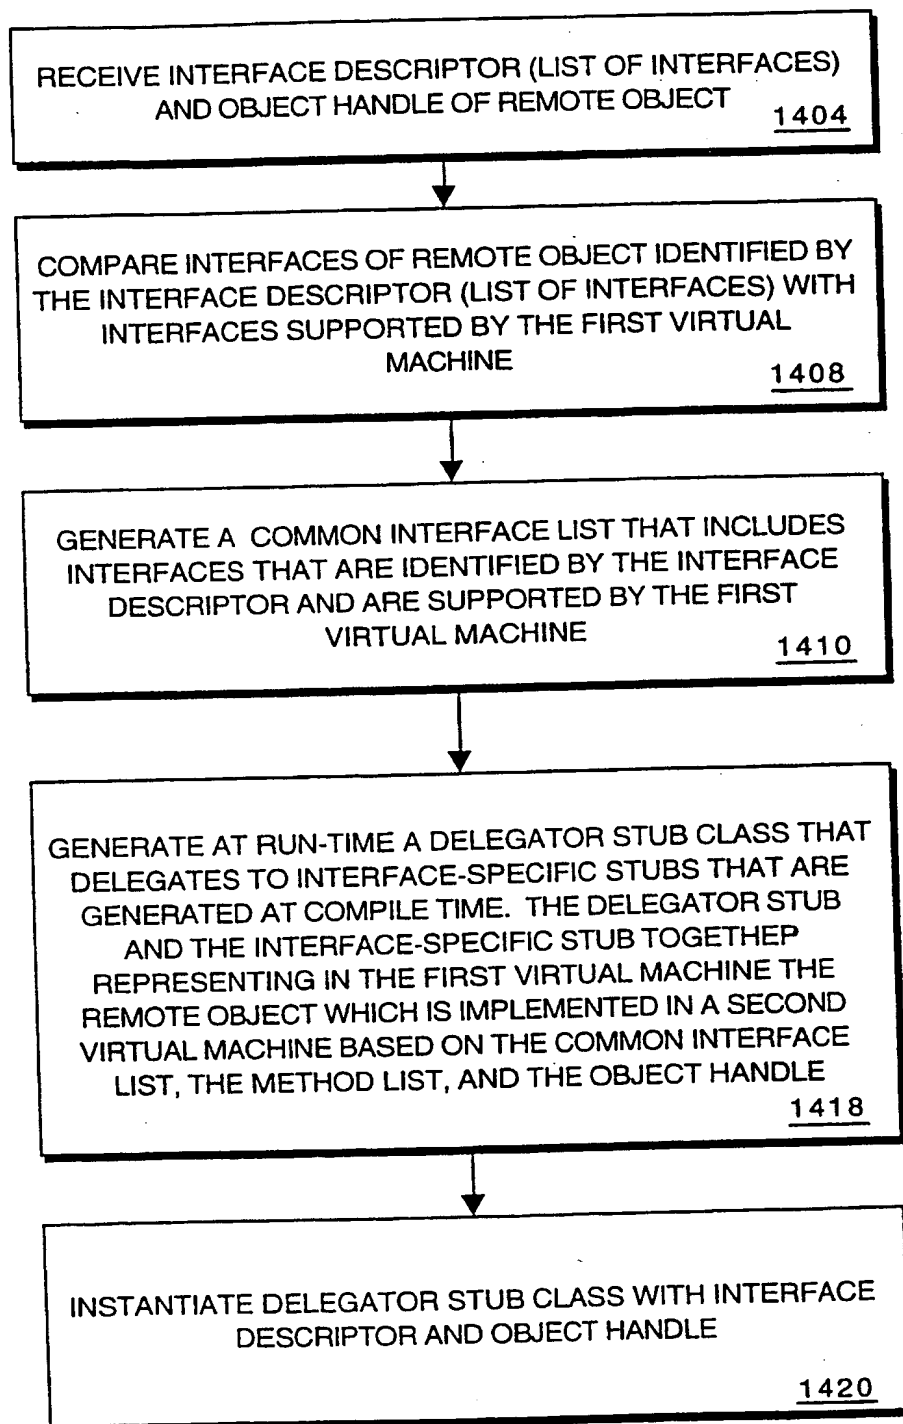 RECEIVE INTERFACE DESCRIPTOR (LIST OF INTERFACES)
AND OBJECT HANDLE OF REMOTE OBJECT
1404
COMPARE INTERFACES OF REMOTE OBJECT IDENTIFIED BY
THE INTERFACE DESCRIPTOR (LIST OF INTERFACES) WITH
INTERFACES SUPPORTED BY THE FIRST VIRTUAL
MACHINE
1408
GENERATE A COMMON INTERFACE LIST THAT INCLUDES
INTERFACES THAT ARE IDENTIFIED BY THE INTERFACE
DESCRIPTOR AND ARE SUPPORTED BY THE FIRST
VIRTUAL MACHINE
1410
GENERATE AT RUN-TIME A DELEGATOR STUB CLASS THAT
DELEGATES TO INTERFACE-SPECIFIC STUBS THAT ARE
GENERATED AT COMPILE TIME. THE DELEGATOR STUB
AND THE INTERFACE-SPECIFIC STUB TOGETHEP
REPRESENTING IN THE FIRST VIRTUAL MACHINE THE
REMOTE OBJECT WHICH IS IMPLEMENTED IN A SECOND
VIRTUAL MACHINE BASED ON THE COMMON INTERFACE
LIST, THE METHOD LIST, AND THE OBJECT HANDLE
1418
INSTANTIATE DELEGATOR STUB CLASS WITH INTERFACE
DESCRIPTOR AND OBJECT HANDLE
1420